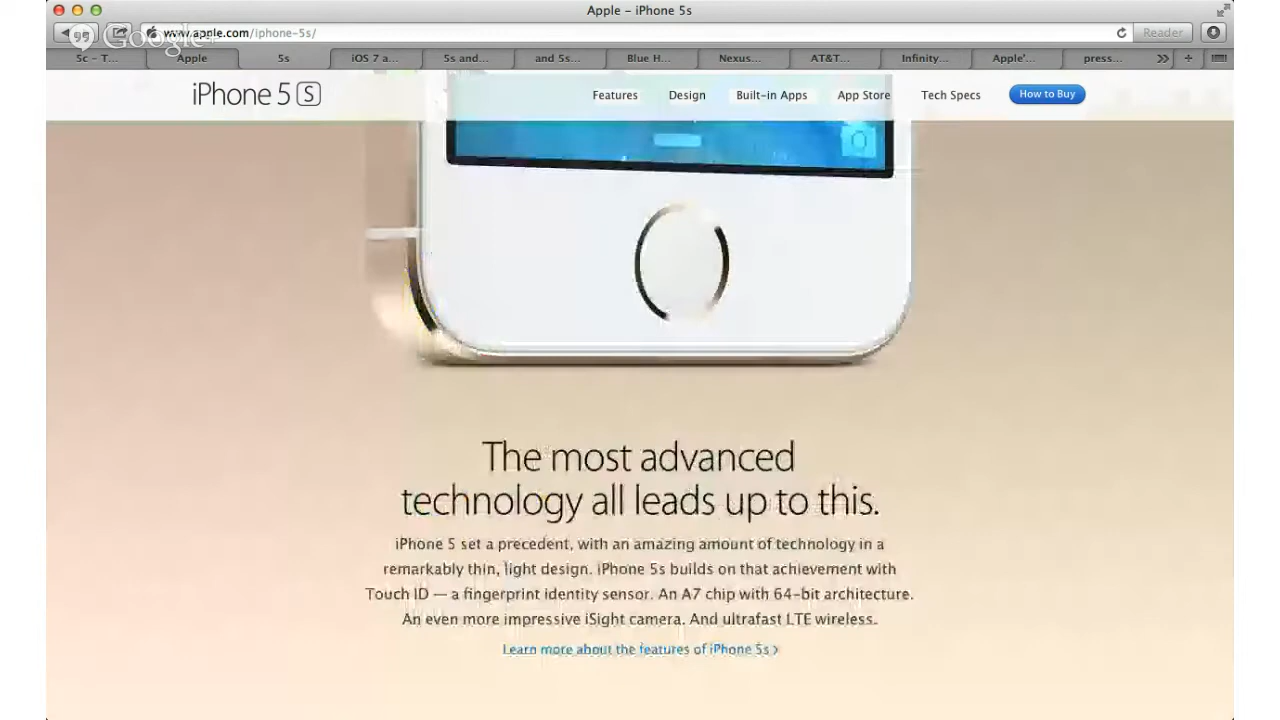 Apple – iPhone 5s
www.apple.com/iphone-5s/
Reader
Google+
5c - T...
Apple
5s
iOS 7 a...
5s and...
and 5s...
Blue H...
Nexus...
AT&T...
Infinity...
Apple'...
press...
iPhone 5 S
Features
Design
Built-in Apps
App Store
Tech Specs
How to Buy
The most advanced
technology all leads up to this.
iPhone 5 set a precedent, with an amazing amount of technology in a
remarkably thin, light design. iPhone 5s builds on that achievement with
Touch ID — a fingerprint identity sensor. An A7 chip with 64-bit architecture.
An even more impressive iSight camera. And ultrafast LTE wireless.
Learn more about the features of iPhone 5s ›